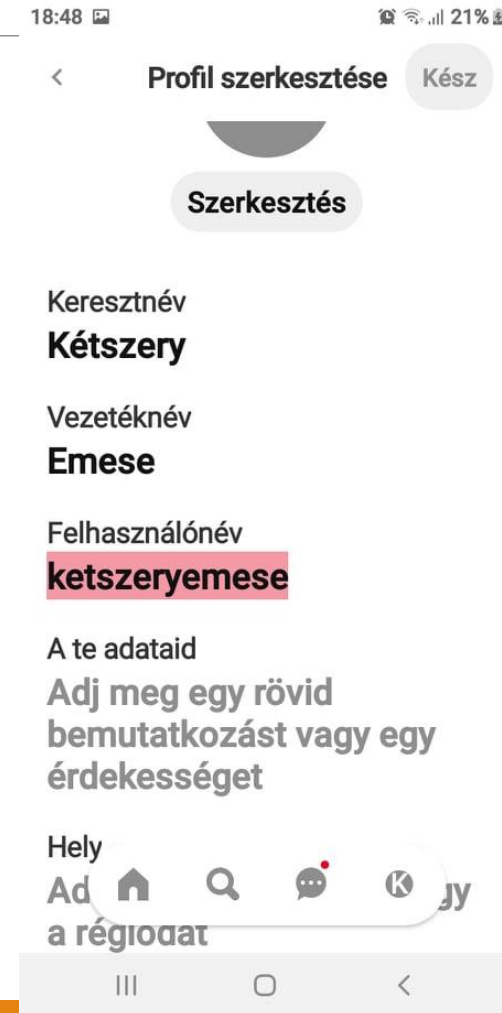 18:48 21%
Profil szerkesztése Kész
Szerkesztés
Keresztnév
Kétszery
Vezetéknév
Emese
Felhasználónév
ketszeryemese
A te adataid
Adj meg egy rövid
bemutatkozást vagy egy
érdekességet
Hely
Ad K gy
a régiódat